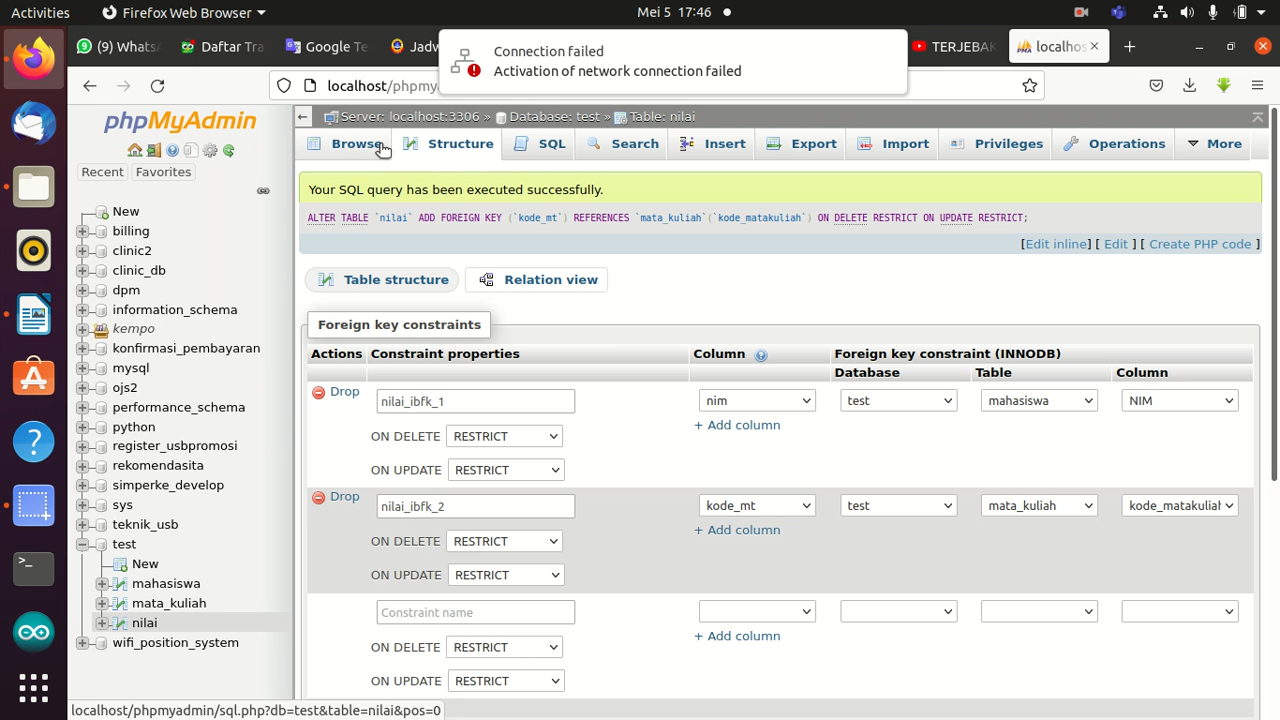 Activities
Firefox Web Browser
Mei 5 17:46
(9) Whats
Daftar Tra
Google Te
Jadw
TERJEBAK
localhos
Connection failed
Activation of network connection failed
localhost/phpmy
phpMyAdmin
Recent
Favorites
New
billing
clinic2
clinic_db
dpm
information_schema
kempo
konfirmasi_pembayaran
mysql
ojs2
performance_schema
python
register_usbpromosi
rekomendasita
simperke_develop
sys
teknik_usb
test
New
mahasiswa
mata_kuliah
nilai
wifi_position_system
Server: localhost:3306 » Database: test » Table: nilai
Browse
Structure
SQL
Search
Insert
Export
Import
Privileges
Operations
More
Your SQL query has been executed successfully.
ALTER TABLE `nilai` ADD FOREIGN KEY (`kode_mt`) REFERENCES `mata_kuliah`(`kode_matakuliah`) ON DELETE RESTRICT ON UPDATE RESTRICT;
[Edit inline] [ Edit ] [ Create PHP code ]
Table structure
Relation view
Foreign key constraints
Actions Constraint properties Column Foreign key constraint (INNODB)
Database Table Column
Drop nilai_ibfk_1 nim test mahasiswa NIM
+ Add column
ON DELETE RESTRICT
ON UPDATE RESTRICT
Drop nilai_ibfk_2 kode_mt test mata_kuliah kode_matakuliah
+ Add column
ON DELETE RESTRICT
ON UPDATE RESTRICT
Constraint name
+ Add column
ON DELETE RESTRICT
ON UPDATE RESTRICT
localhost/phpmyadmin/sql.php?db=test&table=nilai&pos=0